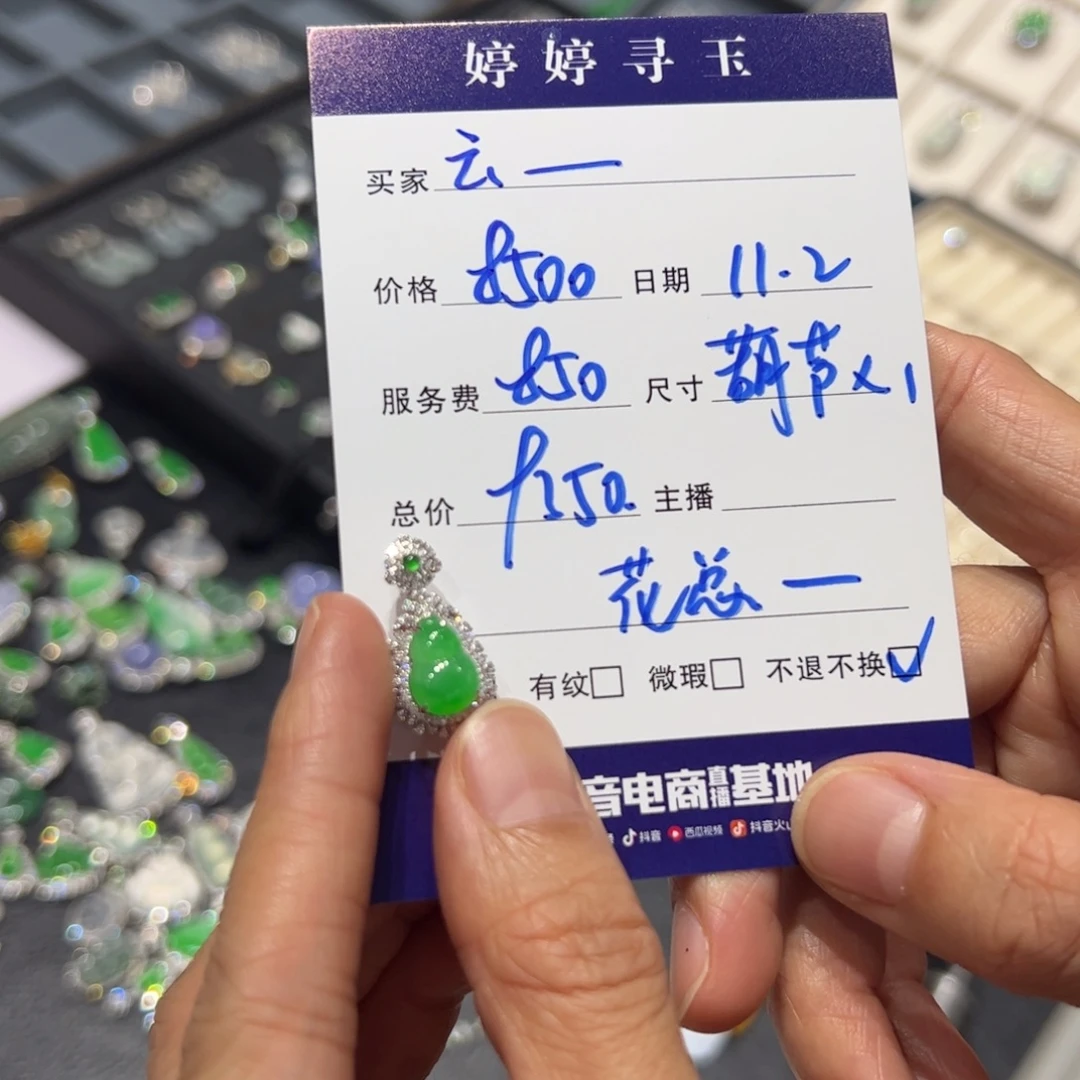 婷婷寻玉
买家 云一
价格 8500 日期 11.2
服务费 850 尺寸 葫芦x1
总价 9350. 主播
花总一
有纹□ 微瑕□ 不退不换☑
音电商直播基地
抖音 西瓜视频 抖音火山